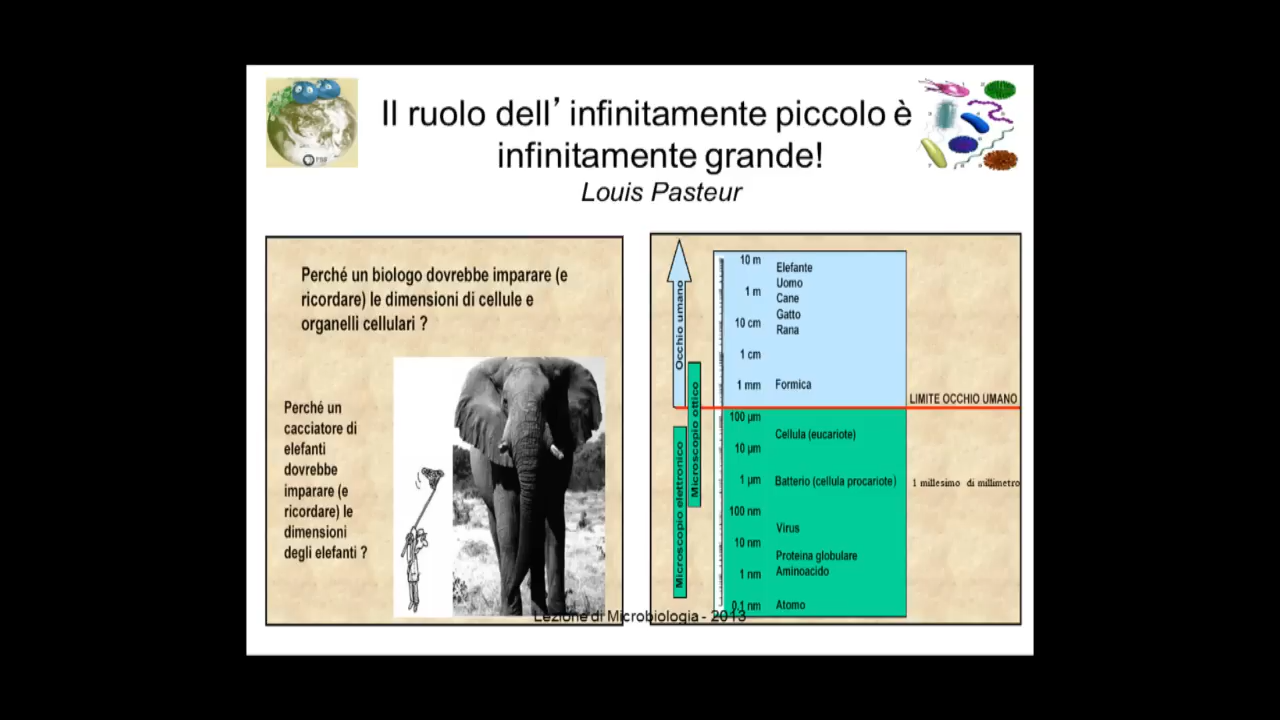 Il ruolo dell’ infinitamente piccolo è
infinitamente grande!
Louis Pasteur
Perché un biologo dovrebbe imparare (e
ricordare) le dimensioni di cellule e
organelli cellulari ?
Perché un
cacciatore di
elefanti
dovrebbe
imparare (e
ricordare) le
dimensioni
degli elefanti ?
Occhio umano
Microscopio ottico
Microscopio elettronico
10 m
Elefante
Uomo
1 m
Cane
Gatto
10 cm
Rana
1 cm
1 mm
Formica
LIMITE OCCHIO UMANO
100 µm
Cellula (eucariote)
10 µm
1 µm
Batterio (cellula procariote)
1 millesimo di millimetro
100 nm
Virus
10 nm
Proteina globulare
1 nm
Aminoacido
0,1 nm
Atomo
Lezione di Microbiologia - 2013